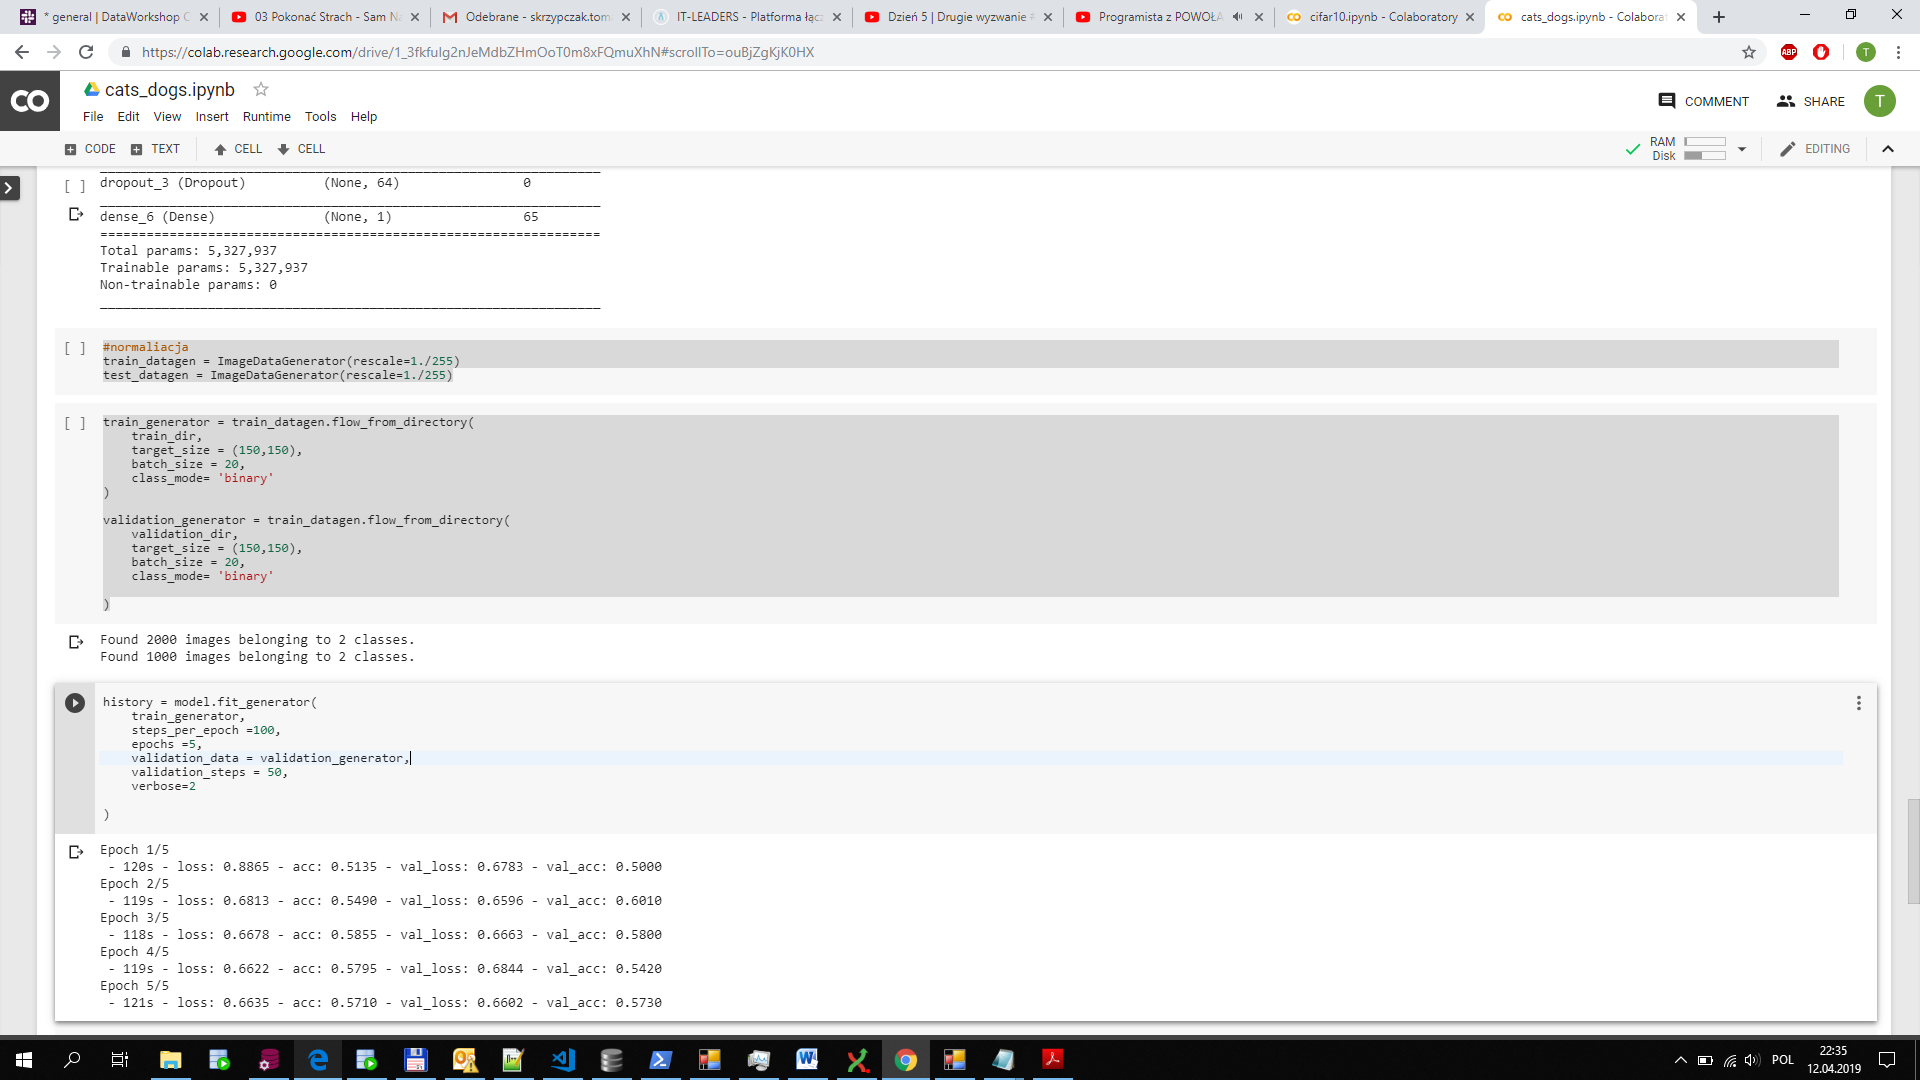 * general | DataWorkshop C
03 Pokonać Strach - Sam Na
Odebrane - skrzypczak.tom
IT-LEADERS - Platforma łąc
Dzień 5 | Drugie wyzwanie
Programista z POWOŁA
cifar10.ipynb - Colaboratory
cats_dogs.ipynb - Colaborat
https://colab.research.google.com/drive/1_3fkfulg2nJeMdbZHmOoT0m8xFQmuXhN#scrollTo=ouBjZgKjK0HX
ABP
T
CO
cats_dogs.ipynb
File Edit View Insert Runtime Tools Help
COMMENT SHARE T
CODE TEXT CELL CELL
RAM
Disk
EDITING
[ ] dropout_3 (Dropout) (None, 64) 0
_________________________________________________________________
dense_6 (Dense) (None, 1) 65
=================================================================
Total params: 5,327,937
Trainable params: 5,327,937
Non-trainable params: 0
_________________________________________________________________
[ ] #normaliacja
train_datagen = ImageDataGenerator(rescale=1./255)
test_datagen = ImageDataGenerator(rescale=1./255)
[ ] train_generator = train_datagen.flow_from_directory(
train_dir,
target_size = (150,150),
batch_size = 20,
class_mode= 'binary'
)
validation_generator = train_datagen.flow_from_directory(
validation_dir,
target_size = (150,150),
batch_size = 20,
class_mode= 'binary'
)
Found 2000 images belonging to 2 classes.
Found 1000 images belonging to 2 classes.
history = model.fit_generator(
train_generator,
steps_per_epoch =100,
epochs =5,
validation_data = validation_generator,
validation_steps = 50,
verbose=2
)
Epoch 1/5
- 120s - loss: 0.8865 - acc: 0.5135 - val_loss: 0.6783 - val_acc: 0.5000
Epoch 2/5
- 119s - loss: 0.6813 - acc: 0.5490 - val_loss: 0.6596 - val_acc: 0.6010
Epoch 3/5
- 118s - loss: 0.6678 - acc: 0.5855 - val_loss: 0.6663 - val_acc: 0.5800
Epoch 4/5
- 119s - loss: 0.6622 - acc: 0.5795 - val_loss: 0.6844 - val_acc: 0.5420
Epoch 5/5
- 121s - loss: 0.6635 - acc: 0.5710 - val_loss: 0.6602 - val_acc: 0.5730
POL
22:35
12.04.2019